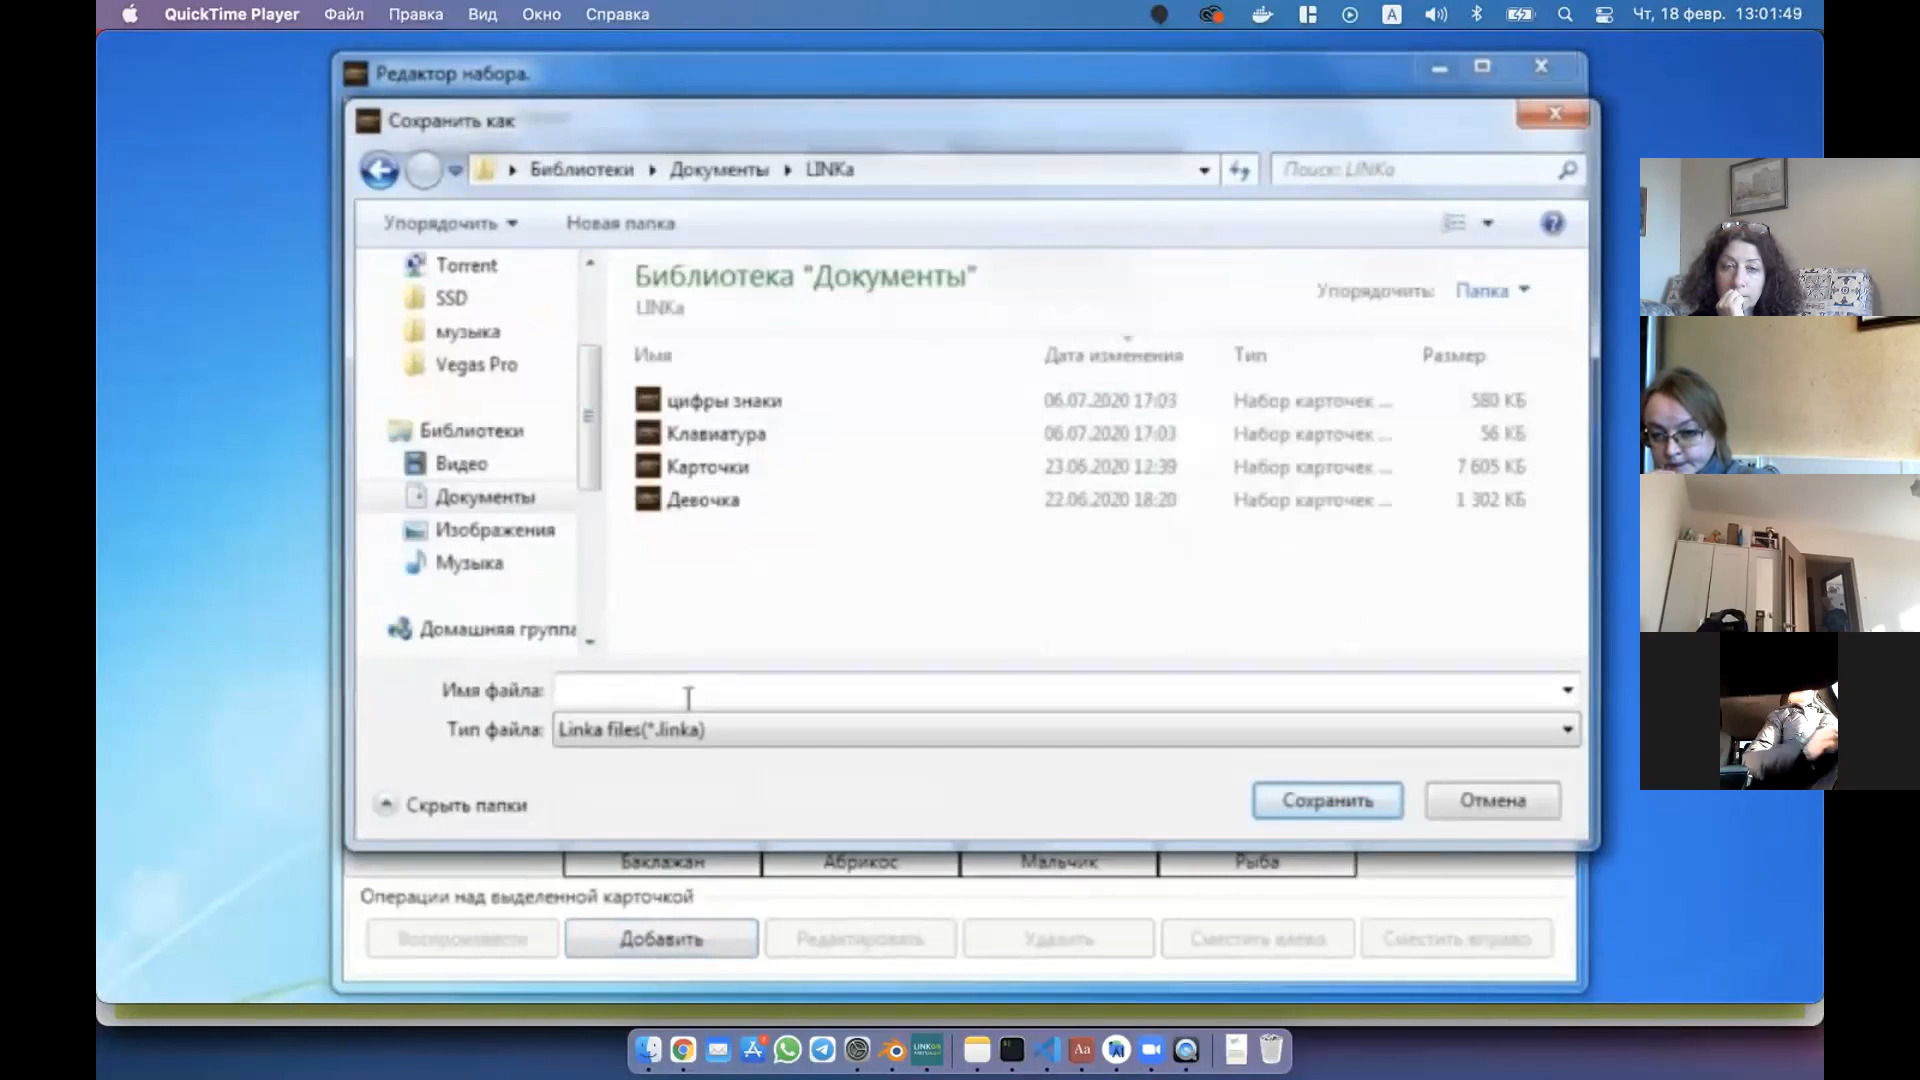 QuickTime Player Файл Правка Вид Окно Справка A Чт, 18 февр. 13:01:49
Редактор набора.
Сохранить как
Библиотеки Документы LINKa Поиск: LINKa
Упорядочить Новая папка
Torrent
SSD
музыка
Vegas Pro
Библиотеки
Видео
Документы
Изображения
Музыка
Домашняя группа
Библиотека "Документы"
LINKa
Упорядочить: Папка
Имя Дата изменения Тип Размер
цифры знаки 06.07.2020 17:03 Набор карточек ... 580 КБ
Клавиатура 06.07.2020 17:03 Набор карточек ... 56 КБ
Карточки 23.06.2020 12:39 Набор карточек ... 7 605 КБ
Девочка 22.06.2020 18:20 Набор карточек ... 1 302 КБ
Имя файла:
Тип файла: Linka files(*.linka)
Скрыть папки Сохранить Отмена
Баклажан Абрикос Мальчик Рыба
Операции над выделенной карточкой
Воспроизвести Добавить Редактировать Удалить Сместить влево Сместить вправо
Aa